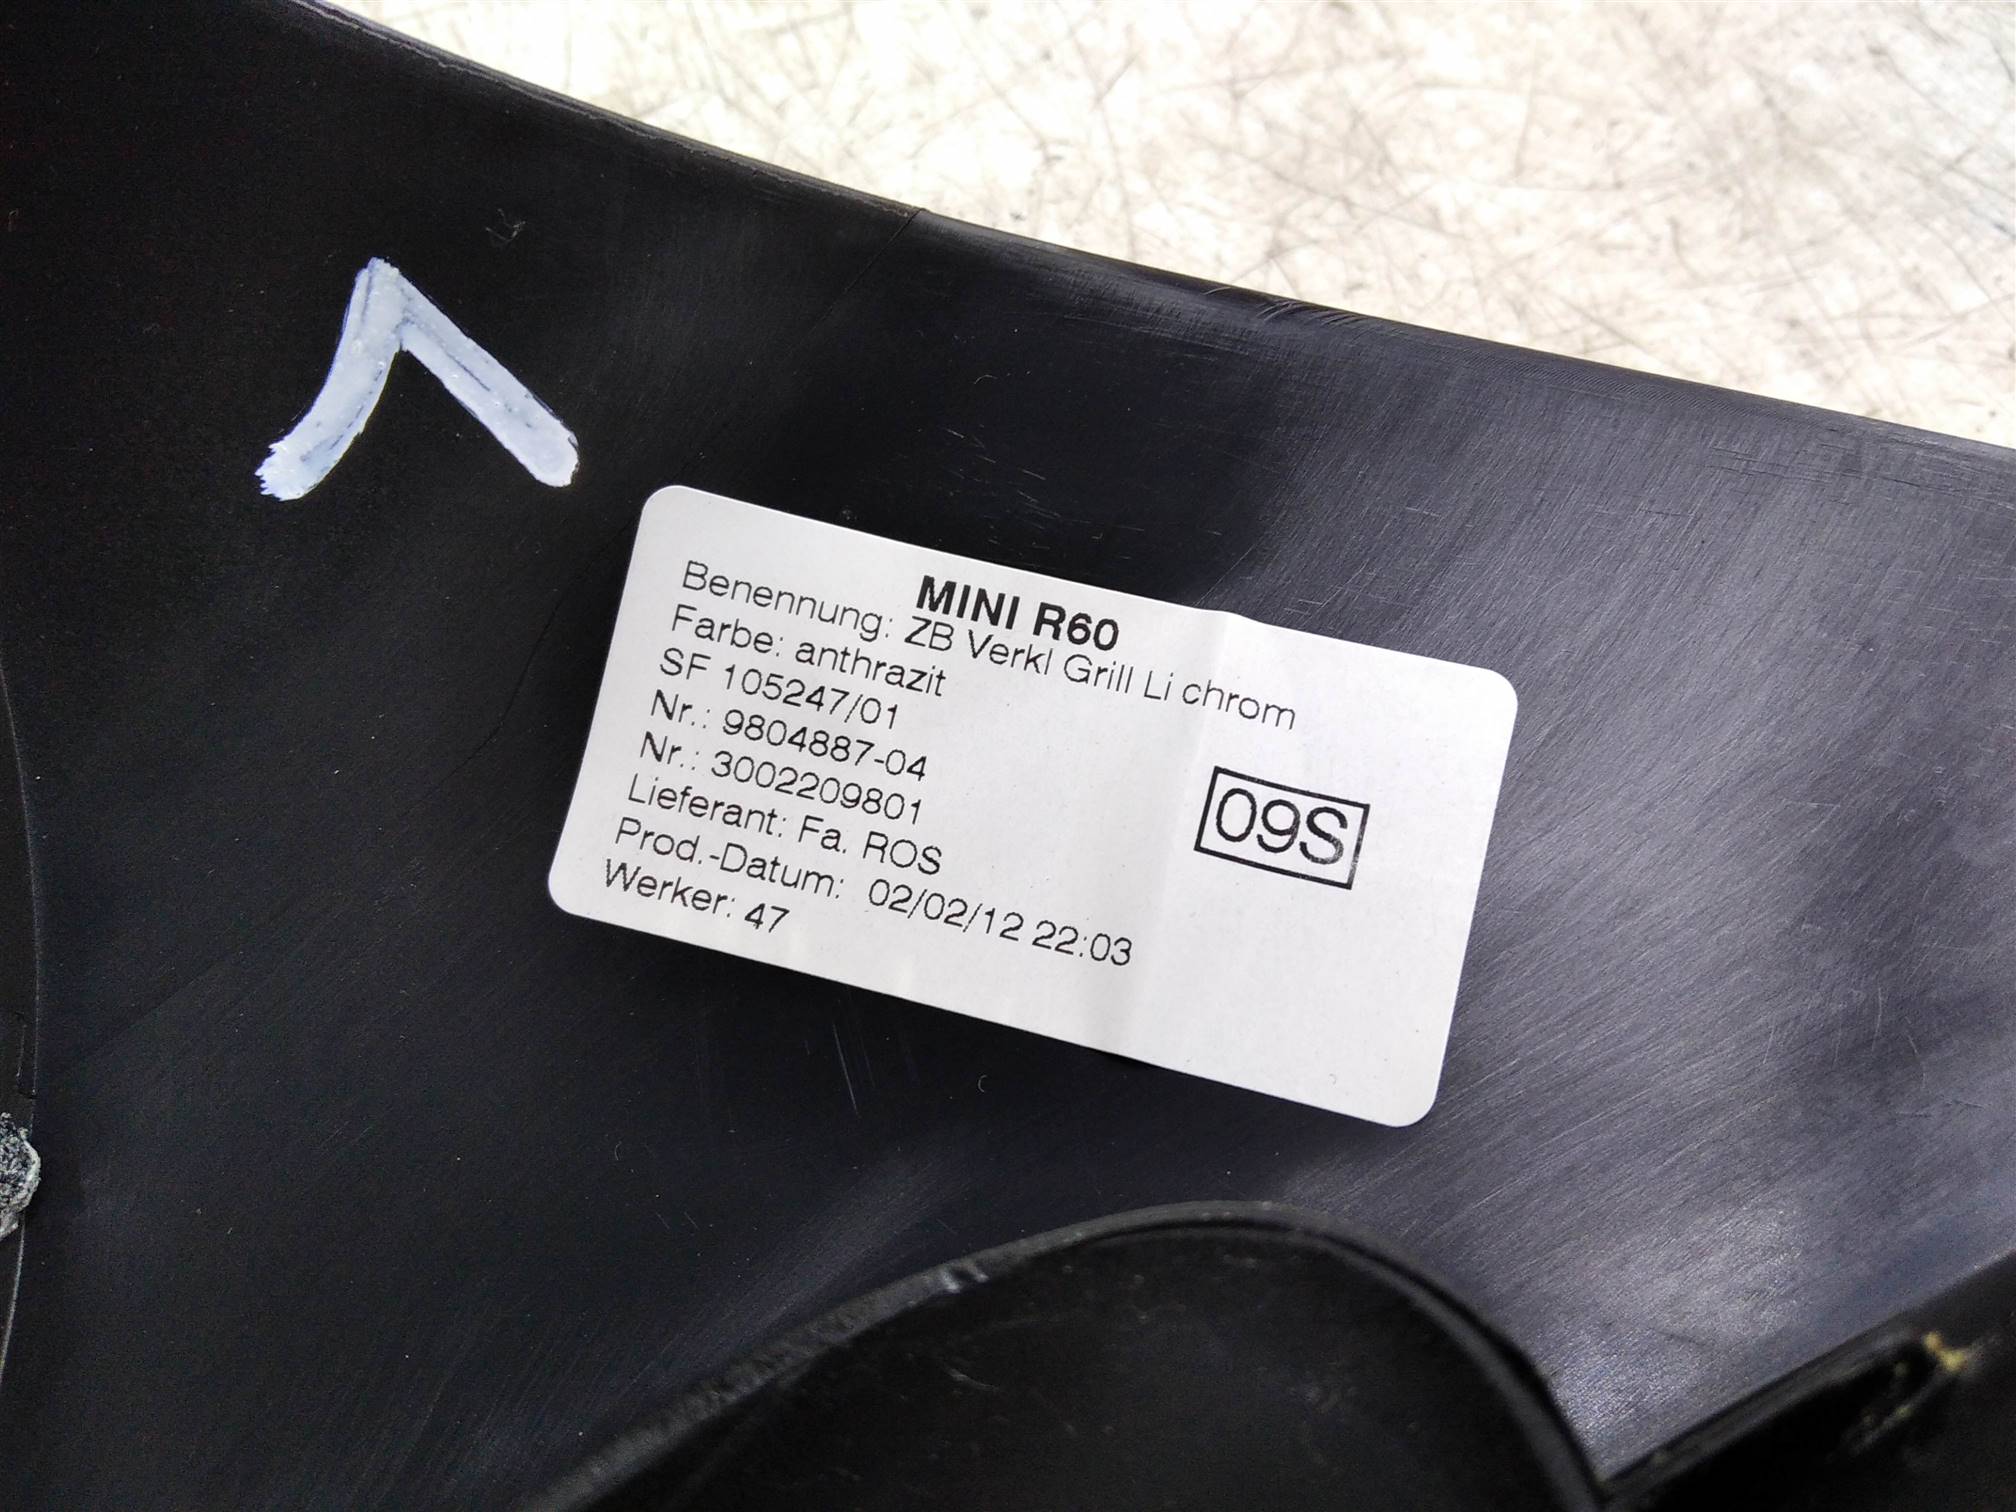 MINI R60
Benennung: ZB Verkl Grill Li chrom
Farbe: anthrazit
SF 105247/01
Nr.: 9804887-04
Nr.: 3002209801
Lieferant: Fa. ROS
Prod.-Datum: 02/02/12 22:03
Werker: 47
09S